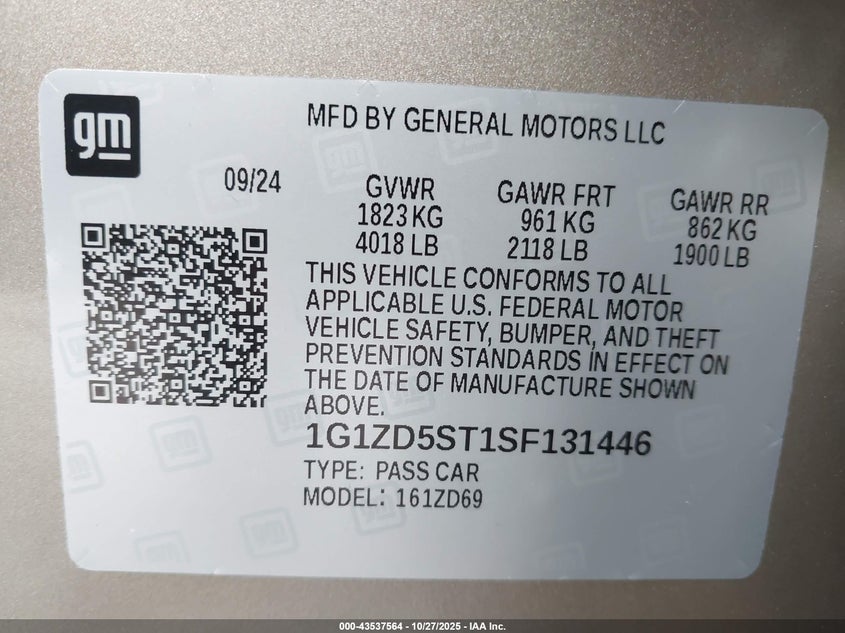 gm
MFD BY GENERAL MOTORS LLC
09/24
GVWR GAWR FRT GAWR RR
1823 KG 961 KG 862 KG
4018 LB 2118 LB 1900 LB
THIS VEHICLE CONFORMS TO ALL
APPLICABLE U.S. FEDERAL MOTOR
VEHICLE SAFETY, BUMPER, AND THEFT
PREVENTION STANDARDS IN EFFECT ON
THE DATE OF MANUFACTURE SHOWN
ABOVE.
1G1ZD5ST1SF131446
TYPE: PASS CAR
MODEL: 161ZD69
000-43537564 | 10/27/2025 - IAA Inc.